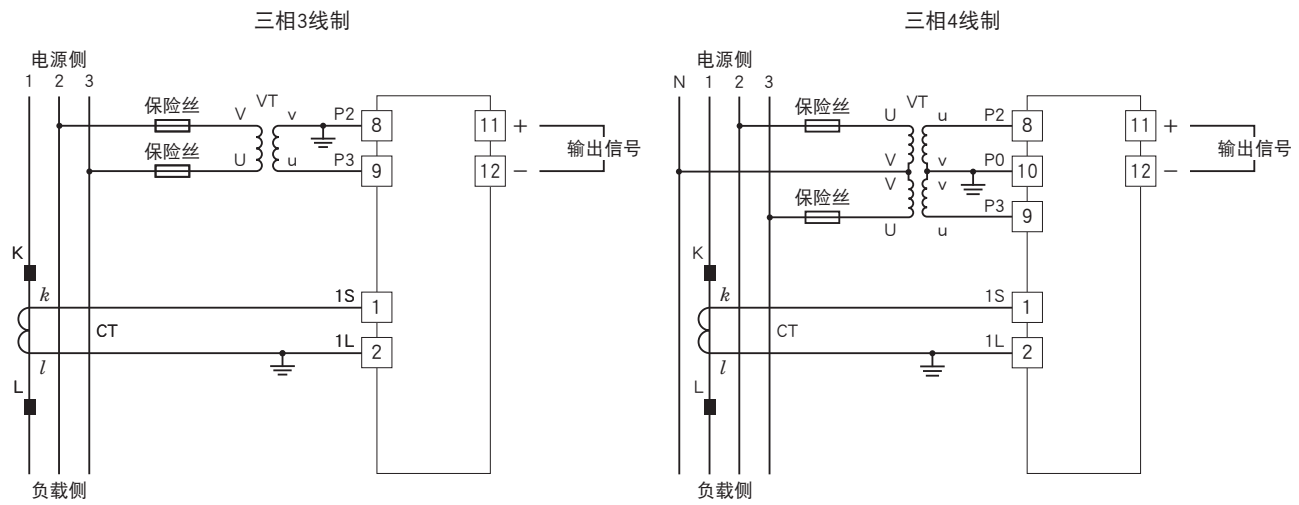 三相3线制
电源侧
1 2 3
保险丝
V VT v P2 8
11 +
保险丝
U u P3 9
12 −
输出信号
K
k 1S 1
CT
l 1L 2
L
负载侧
三相4线制
电源侧
N 1 2 3
保险丝
U VT u P2 8
11 +
V v P0 10
12 −
输出信号
V v
保险丝
P3 9
U u
K
k 1S 1
CT
l 1L 2
L
负载侧